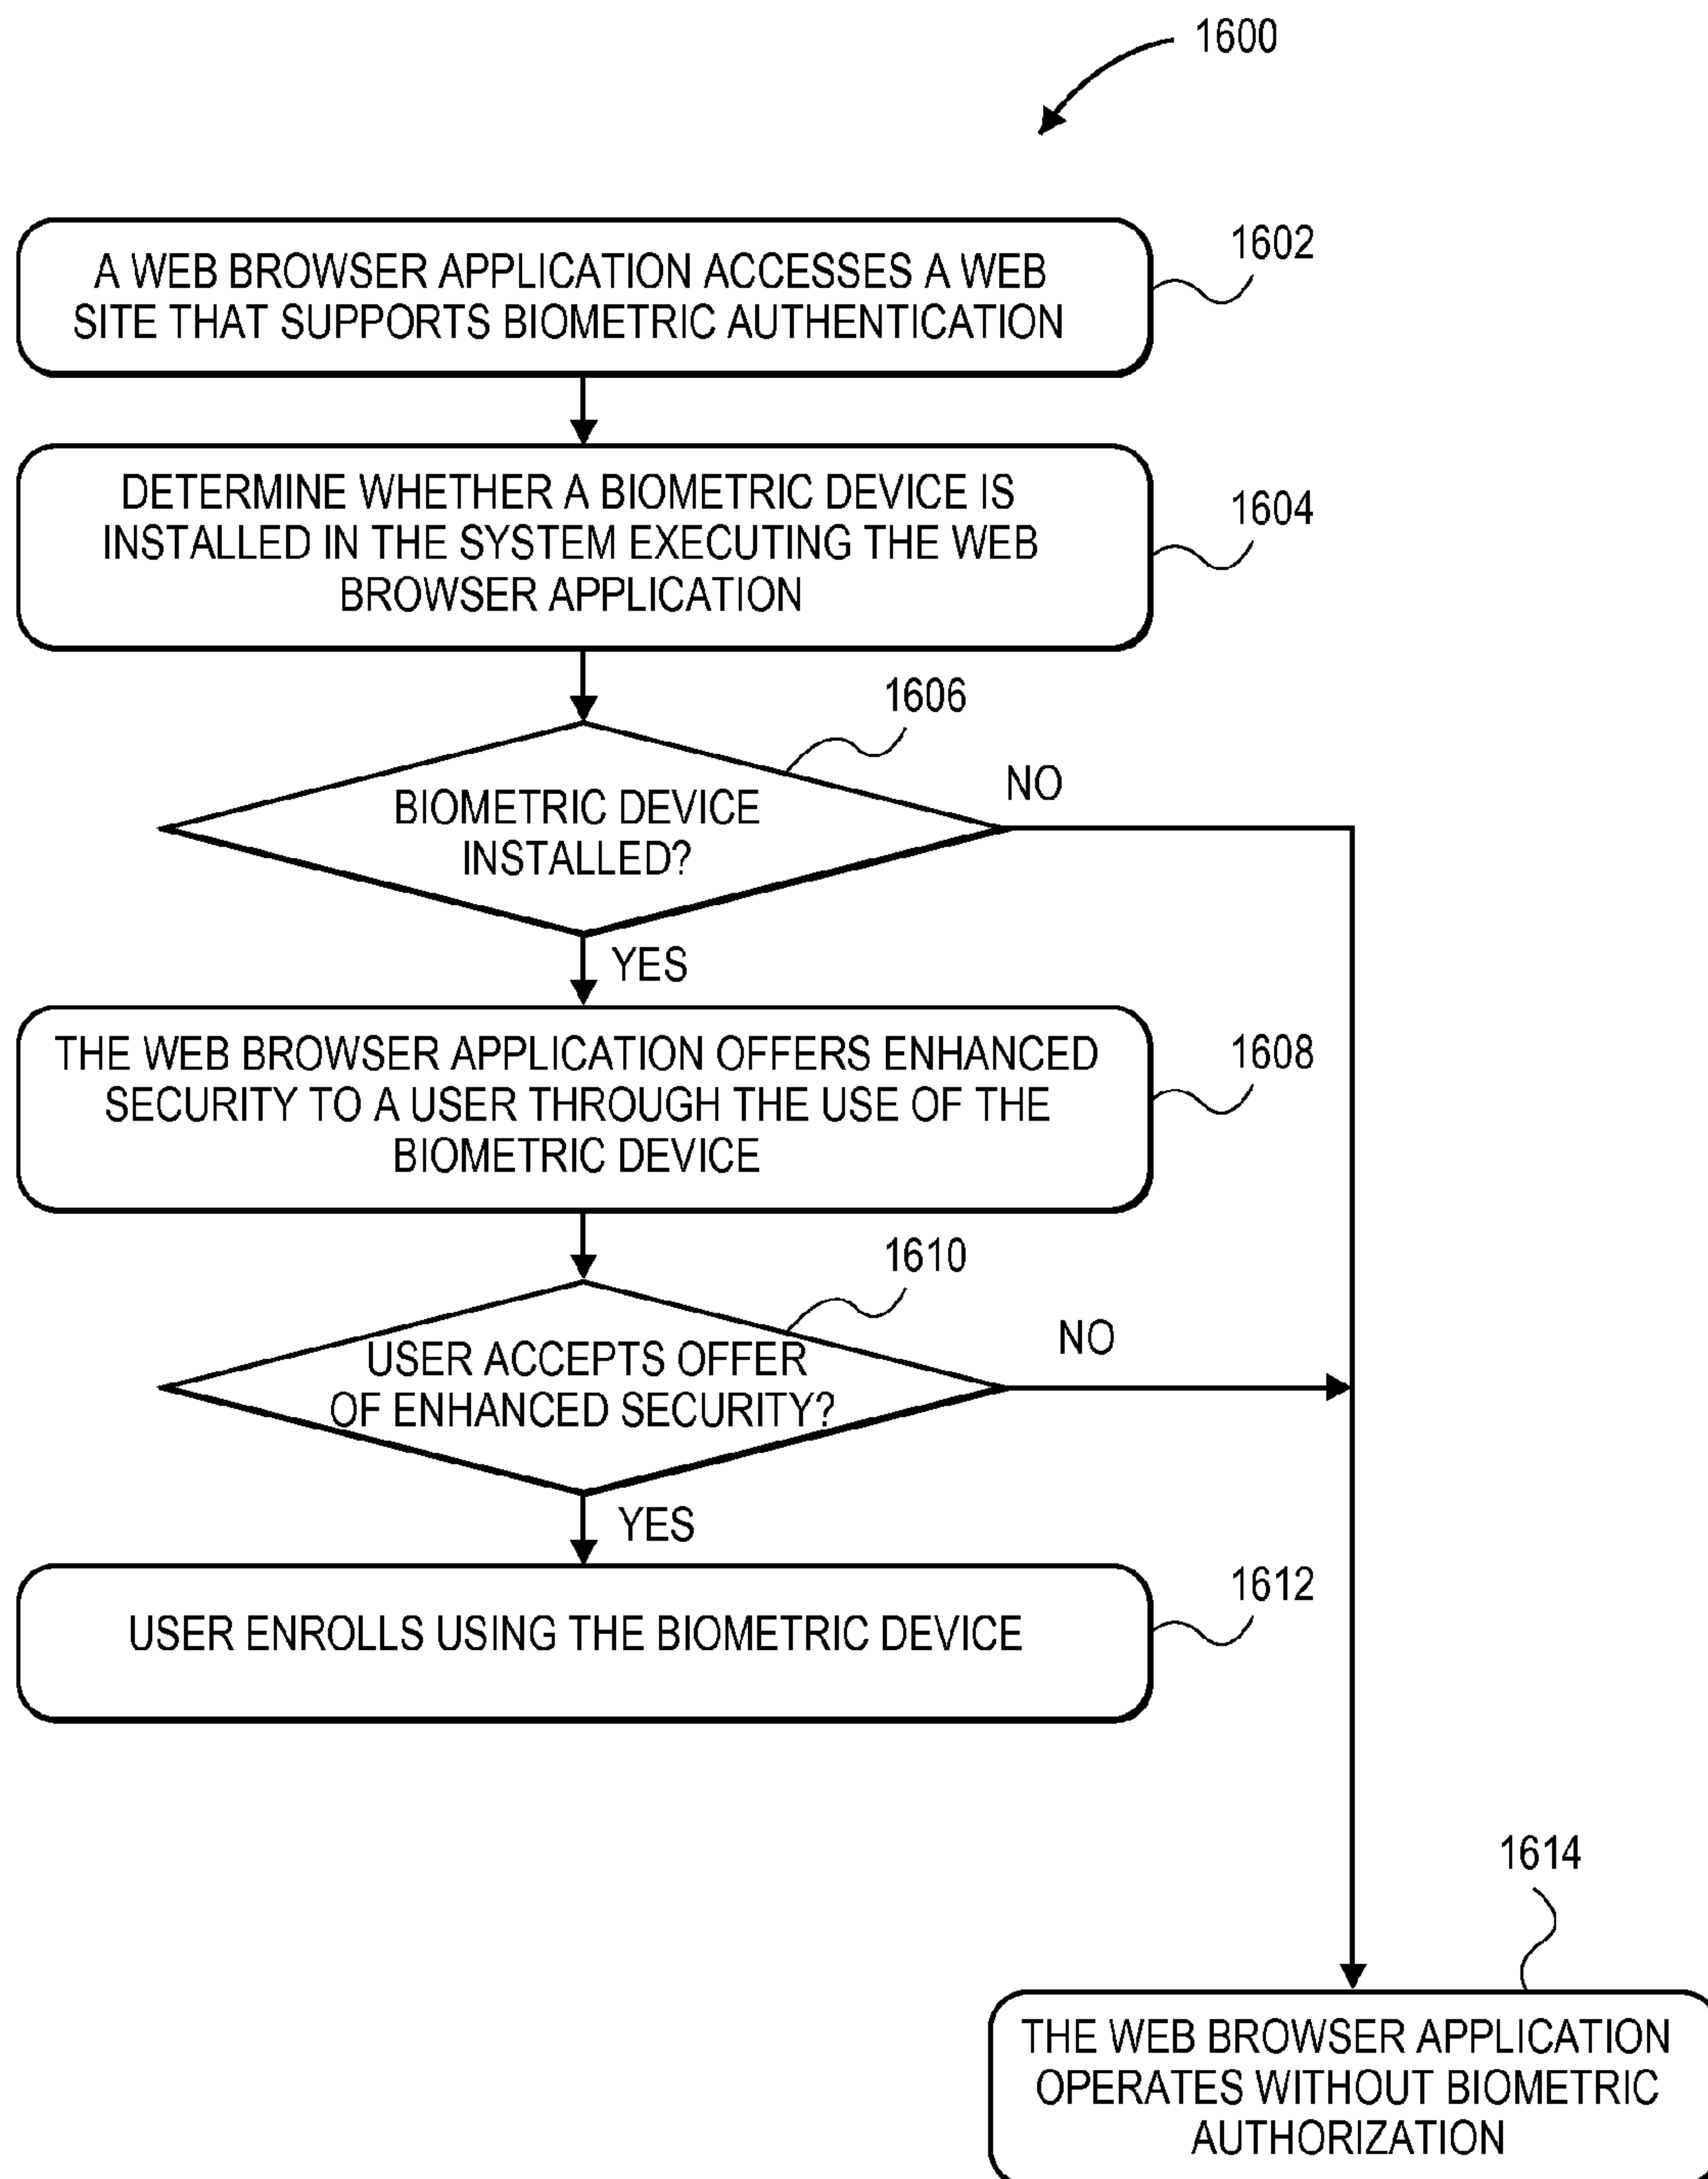 1600
A WEB BROWSER APPLICATION ACCESSES A WEB
SITE THAT SUPPORTS BIOMETRIC AUTHENTICATION
1602
DETERMINE WHETHER A BIOMETRIC DEVICE IS
INSTALLED IN THE SYSTEM EXECUTING THE WEB
BROWSER APPLICATION
1604
1606
BIOMETRIC DEVICE
INSTALLED?
NO
YES
THE WEB BROWSER APPLICATION OFFERS ENHANCED
SECURITY TO A USER THROUGH THE USE OF THE
BIOMETRIC DEVICE
1608
1610
USER ACCEPTS OFFER
OF ENHANCED SECURITY?
NO
YES
USER ENROLLS USING THE BIOMETRIC DEVICE
1612
1614
THE WEB BROWSER APPLICATION
OPERATES WITHOUT BIOMETRIC
AUTHORIZATION